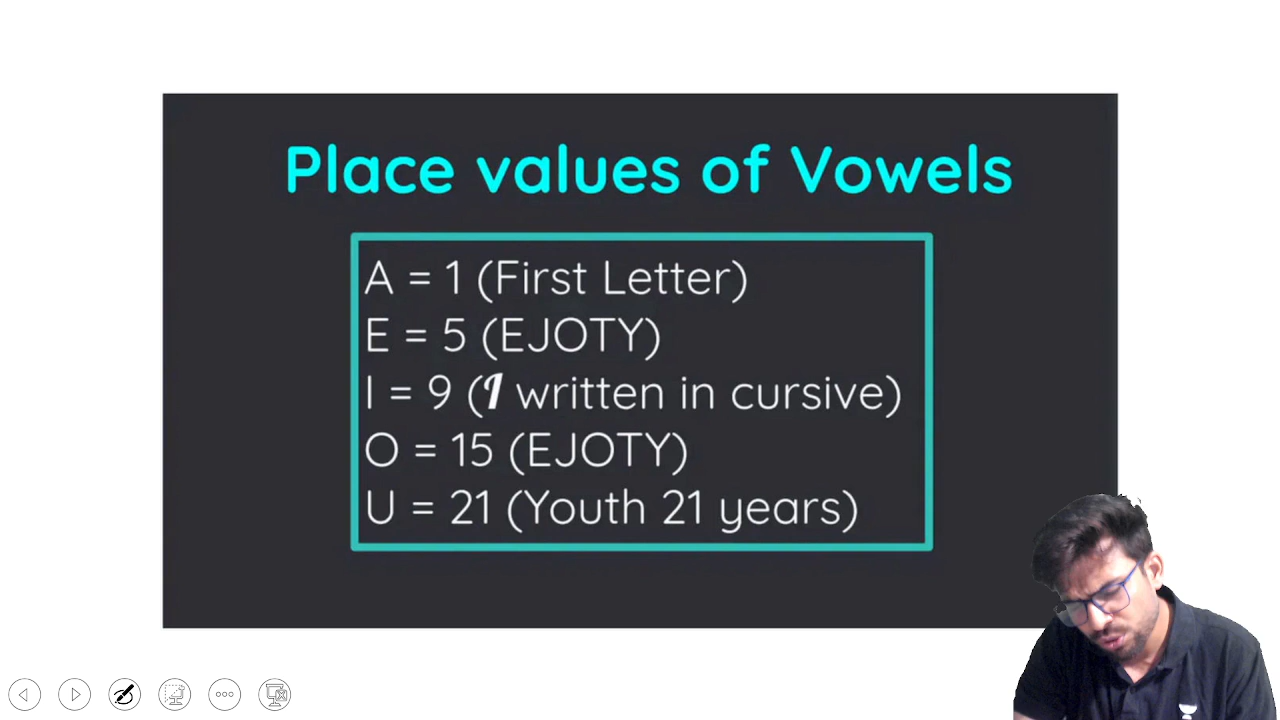 Place values of Vowels
A = 1 (First Letter)
E = 5 (EJOTY)
I = 9 (I written in cursive)
O = 15 (EJOTY)
U = 21 (Youth 21 years)